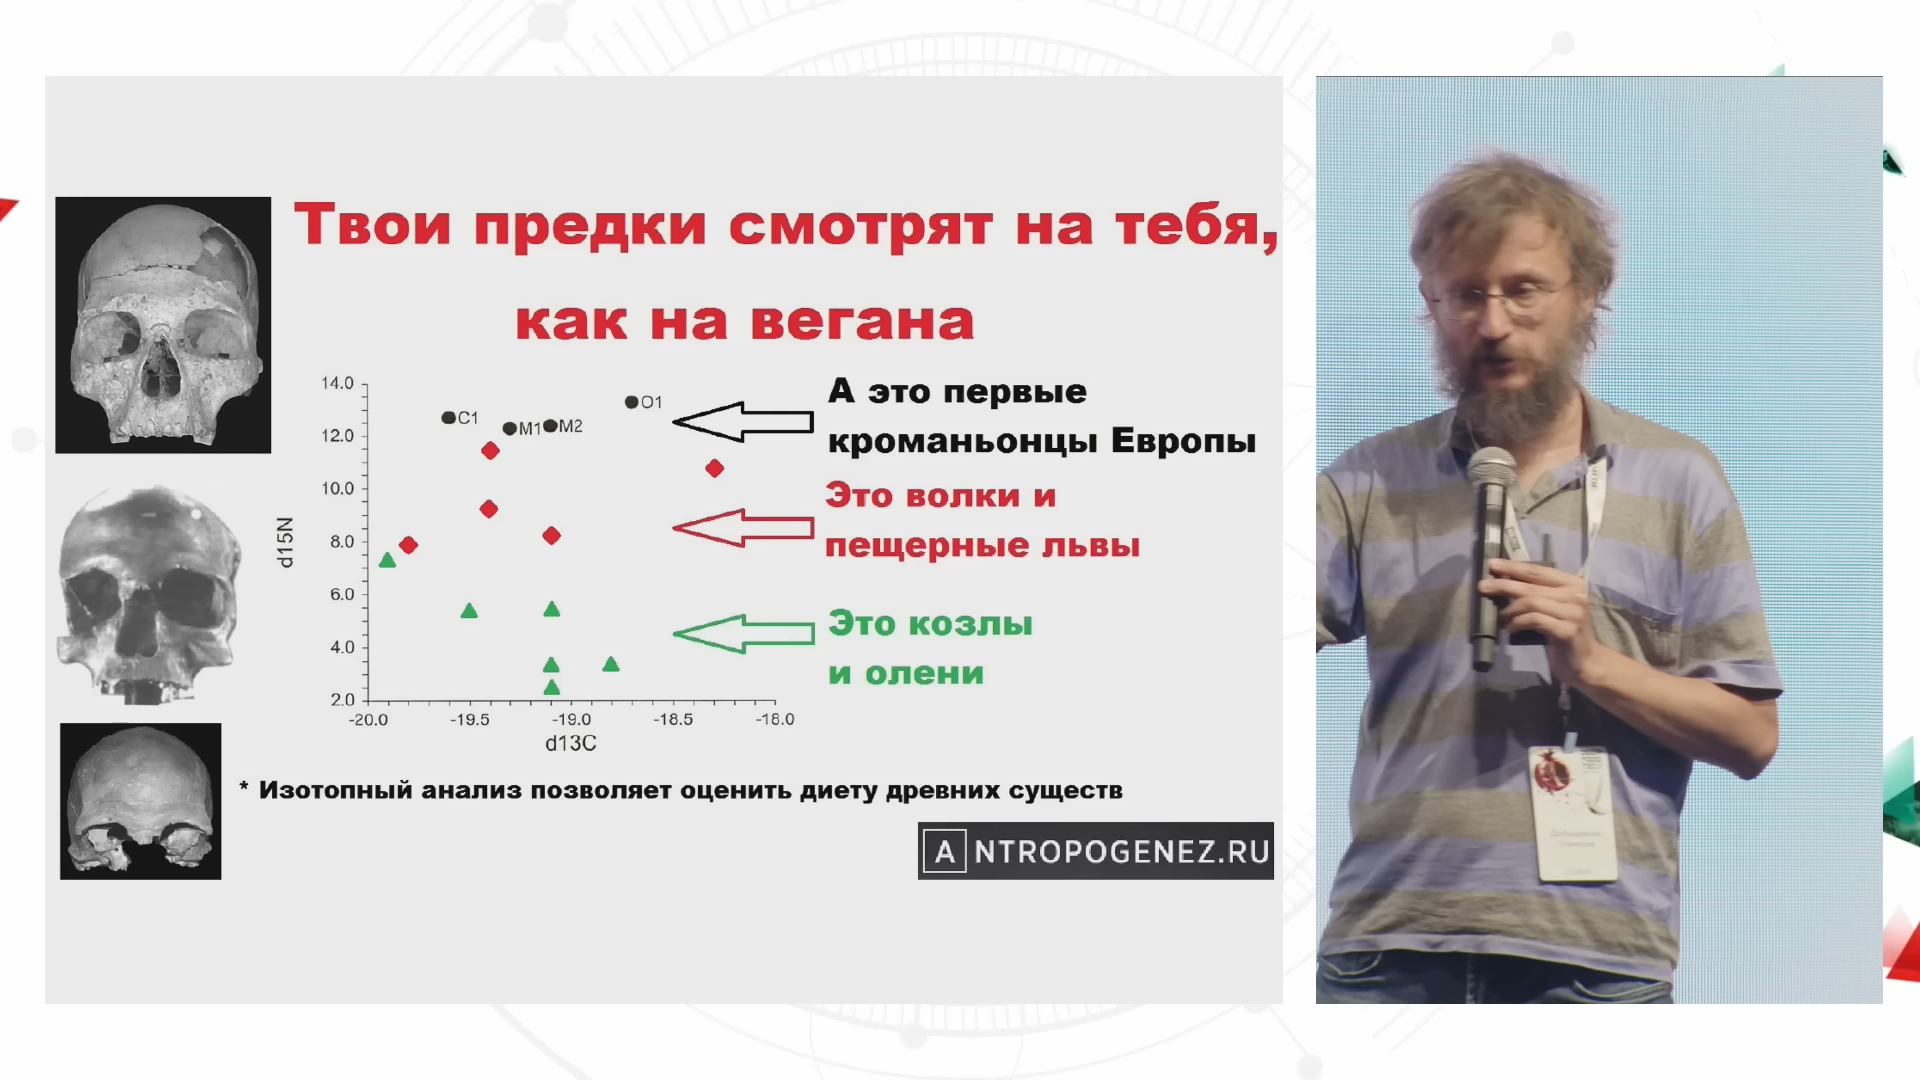 Твои предки смотрят на тебя,
как на вегана
14.0
12.0
10.0
8.0
6.0
4.0
2.0
d15N
C1
M1
M2
O1
-20.0
-19.5
-19.0
-18.5
-18.0
d13C
А это первые
кроманьонцы Европы
Это волки и
пещерные львы
Это козлы
и олени
* Изотопный анализ позволяет оценить диету древних существ
ANTROPOGENEZ.RU